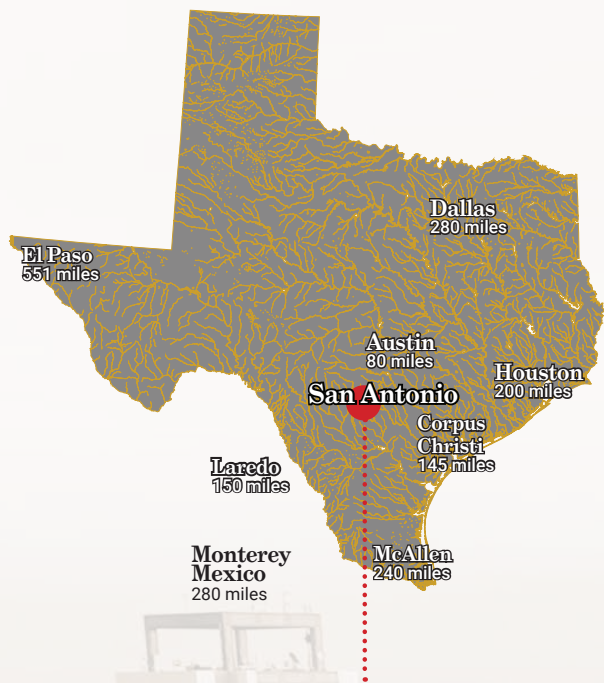 Dallas
280 miles
El Paso
551 miles
Austin
80 miles
Houston
200 miles
San Antonio
Corpus
Christi
145 miles
Laredo
150 miles
Monterey
Mexico
280 miles
McAllen
240 miles